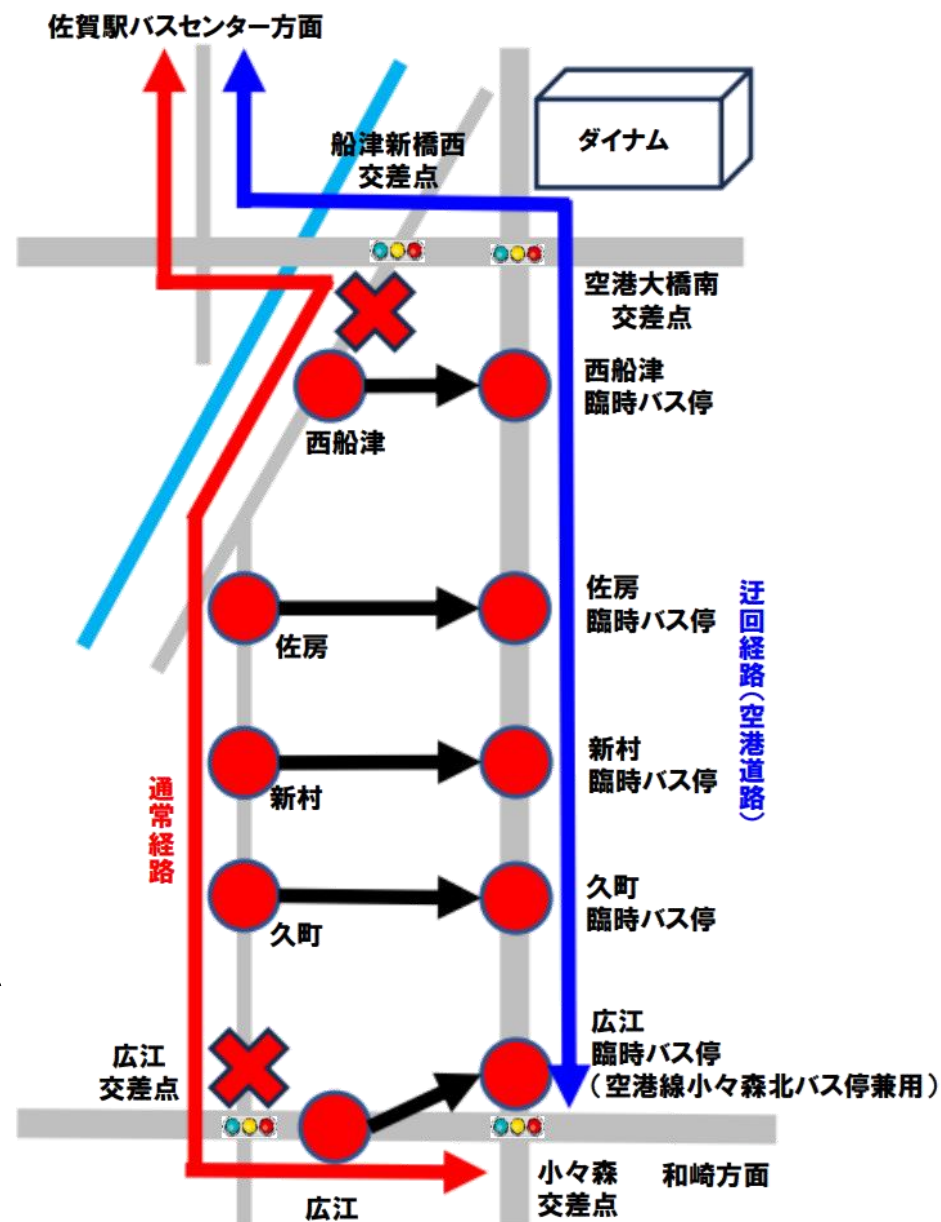 佐賀駅バスセンター方面
ダイナム
船津新橋西
交差点
空港大橋南
交差点
西船津
臨時バス停
西船津
佐房
臨時バス停
佐房
迂回経路(空港道路)
新村
臨時バス停
新村
通常経路
久町
臨時バス停
久町
広江
臨時バス停
(空港線小々森北バス停兼用)
広江
交差点
小々森
交差点
和崎方面
広江